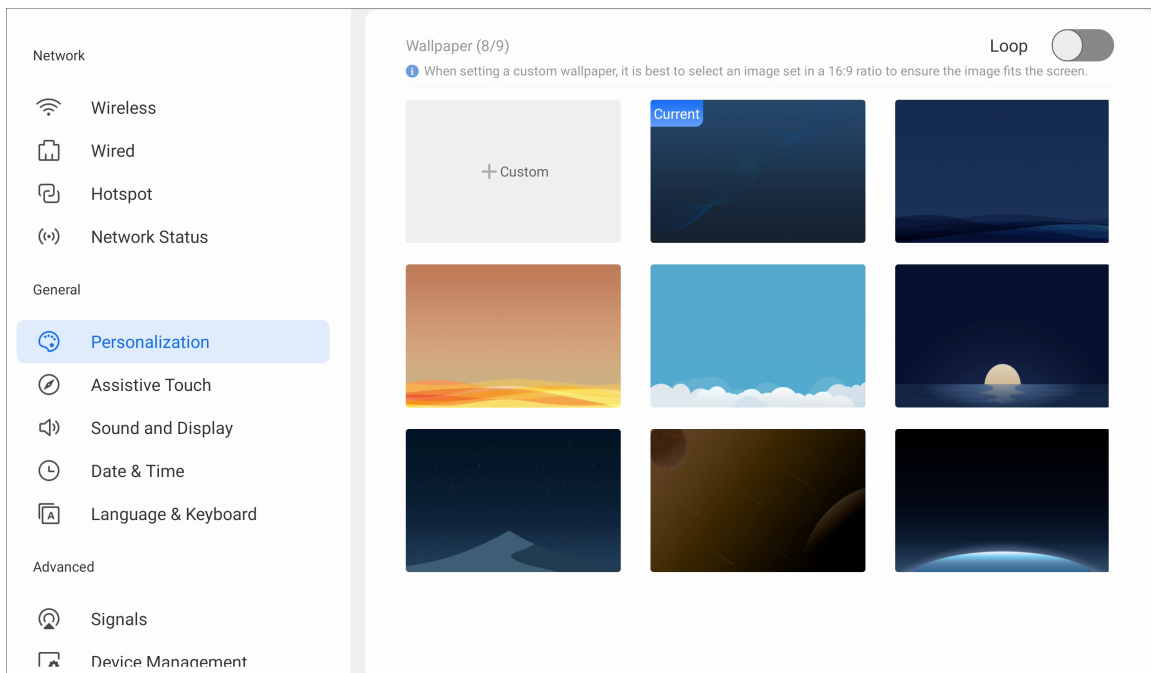 Network
Wireless
Wired
Hotspot
Network Status
General
Personalization
Assistive Touch
Sound and Display
Date & Time
Language & Keyboard
Advanced
Signals
Device Management
Wallpaper (8/9)
Loop
When setting a custom wallpaper, it is best to select an image set in a 16:9 ratio to ensure the image fits the screen.
Custom
Current